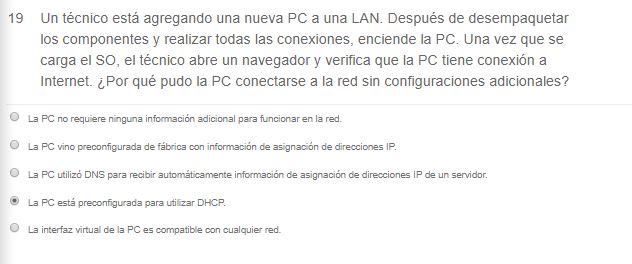 19 Un técnico está agregando una nueva PC a una LAN. Después de desempaquetar
los componentes y realizar todas las conexiones, enciende la PC. Una vez que se
carga el SO, el técnico abre un navegador y verifica que la PC tiene conexión a
Internet. ¿Por qué pudo la PC conectarse a la red sin configuraciones adicionales?
La PC no requiere ninguna información adicional para funcionar en la red.
La PC vino preconfigurada de fábrica con información de asignación de direcciones IP.
La PC utilizó DNS para recibir automáticamente información de asignación de direcciones IP de un servidor.
La PC está preconfigurada para utilizar DHCP.
La interfaz virtual de la PC es compatible con cualquier red.